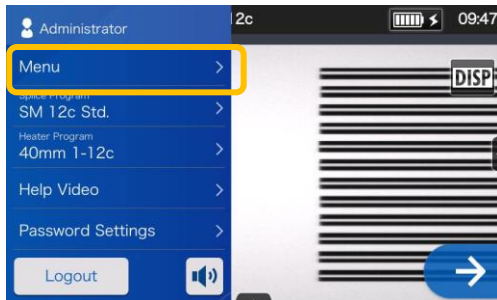 Administrator
2c
09:47
Menu
DISP
Splice Program
SM 12c Std.
Heater Program
40mm 1-12c
Help Video
Password Settings
Logout